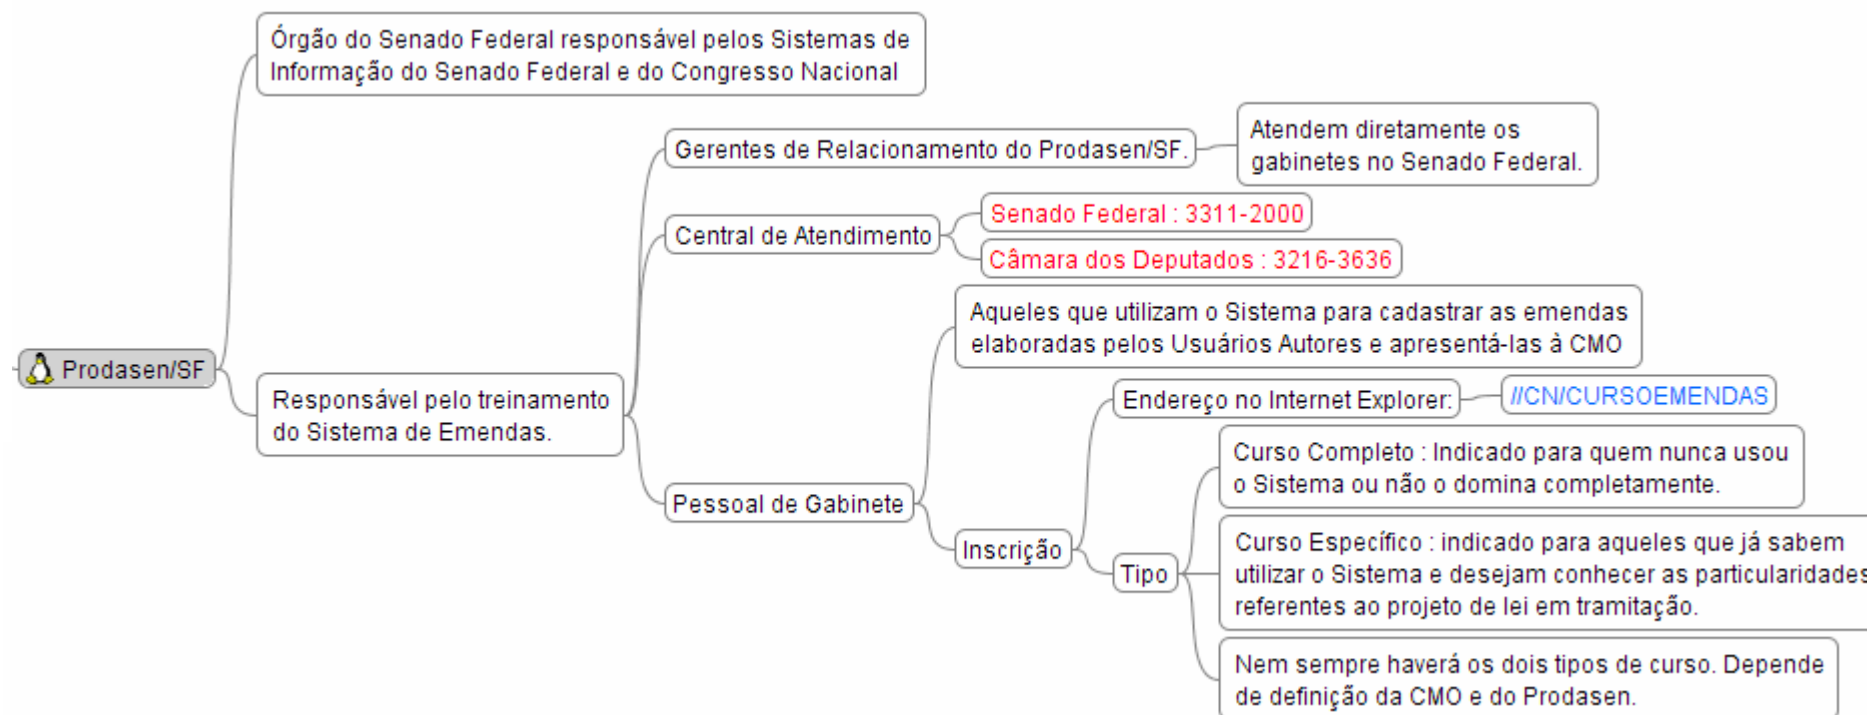 Órgão do Senado Federal responsável pelos Sistemas de
Informação do Senado Federal e do Congresso Nacional
Gerentes de Relacionamento do Prodasen/SF.
Atendem diretamente os
gabinetes no Senado Federal.
Central de Atendimento
Senado Federal : 3311-2000
Câmara dos Deputados : 3216-3636
Prodasen/SF
Responsável pelo treinamento
do Sistema de Emendas.
Pessoal de Gabinete
Aqueles que utilizam o Sistema para cadastrar as emendas
elaboradas pelos Usuários Autores e apresentá-las à CMO
Inscrição
Endereço no Internet Explorer:
//CN/CURSOEMENDAS
Tipo
Curso Completo : Indicado para quem nunca usou
o Sistema ou não o domina completamente.
Curso Específico : indicado para aqueles que já sabem
utilizar o Sistema e desejam conhecer as particularidades
referentes ao projeto de lei em tramitação.
Nem sempre haverá os dois tipos de curso. Depende
de definição da CMO e do Prodasen.